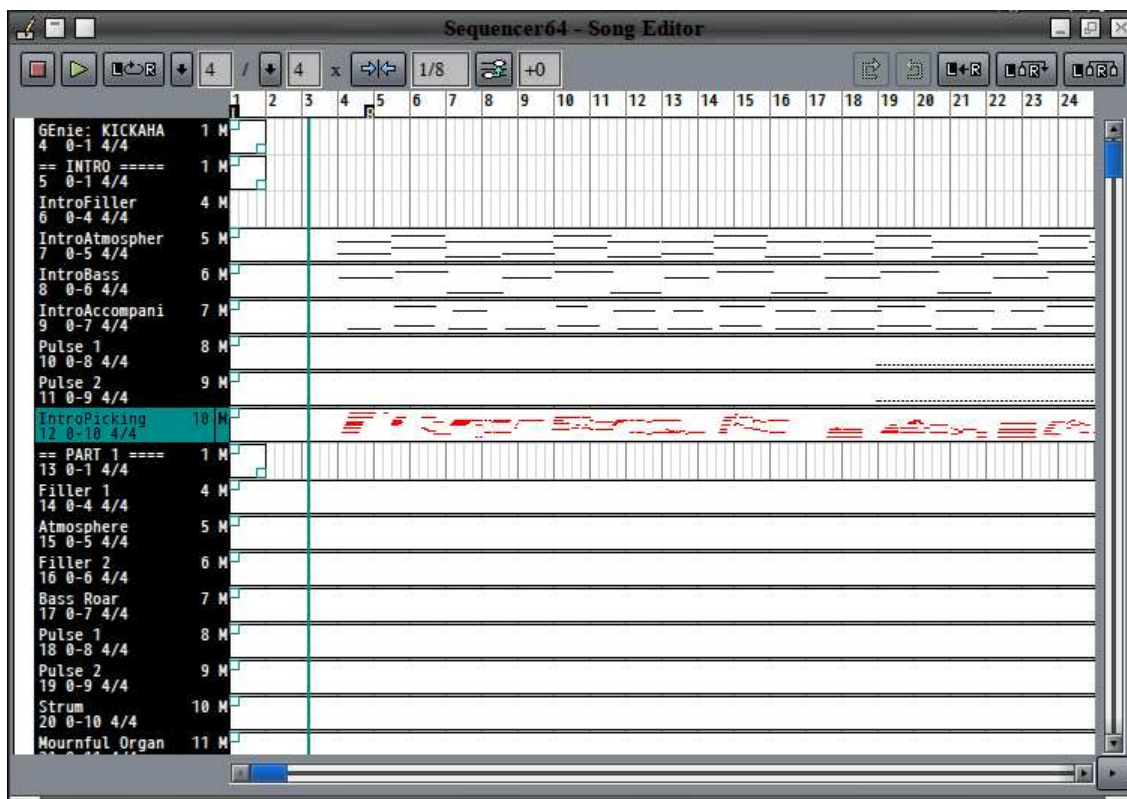 Sequencer64 - Song Editor
4 / 4 x 1/8 +0
1 2 3 4 5 6 7 8 9 10 11 12 13 14 15 16 17 18 19 20 21 22 23 24
GEnie: KICKAHA 1 M
4 0-1 4/4
== INTRO ===== 1 M
5 0-1 4/4
IntroFiller 4 M
6 0-4 4/4
IntroAtmospher 5 M
7 0-5 4/4
IntroBass 6 M
8 0-6 4/4
IntroAccompani 7 M
9 0-7 4/4
Pulse 1 8 M
10 0-8 4/4
Pulse 2 9 M
11 0-9 4/4
IntroPicking 10 M
12 0-10 4/4
== PART 1 ==== 1 M
13 0-1 4/4
Filler 1 4 M
14 0-4 4/4
Atmosphere 5 M
15 0-5 4/4
Filler 2 6 M
16 0-6 4/4
Bass Roar 7 M
17 0-7 4/4
Pulse 1 8 M
18 0-8 4/4
Pulse 2 9 M
19 0-9 4/4
Strum 10 M
20 0-10 4/4
Mournful Organ 11 M